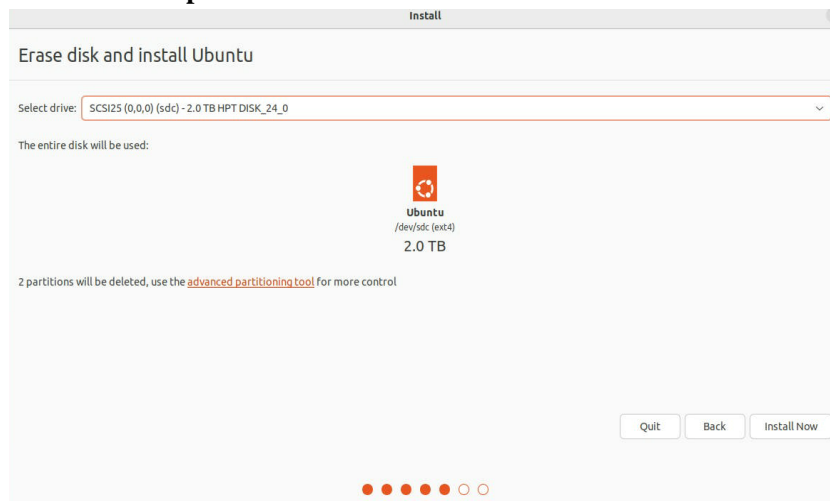 Install
Erase disk and install Ubuntu
Select drive: SCSI25 (0,0,0) (sdc) - 2.0 TB HPT DISK_24_0
The entire disk will be used:
Ubuntu
/dev/sdc (ext4)
2.0 TB
2 partitions will be deleted, use the advanced partitioning tool for more control
Quit Back Install Now